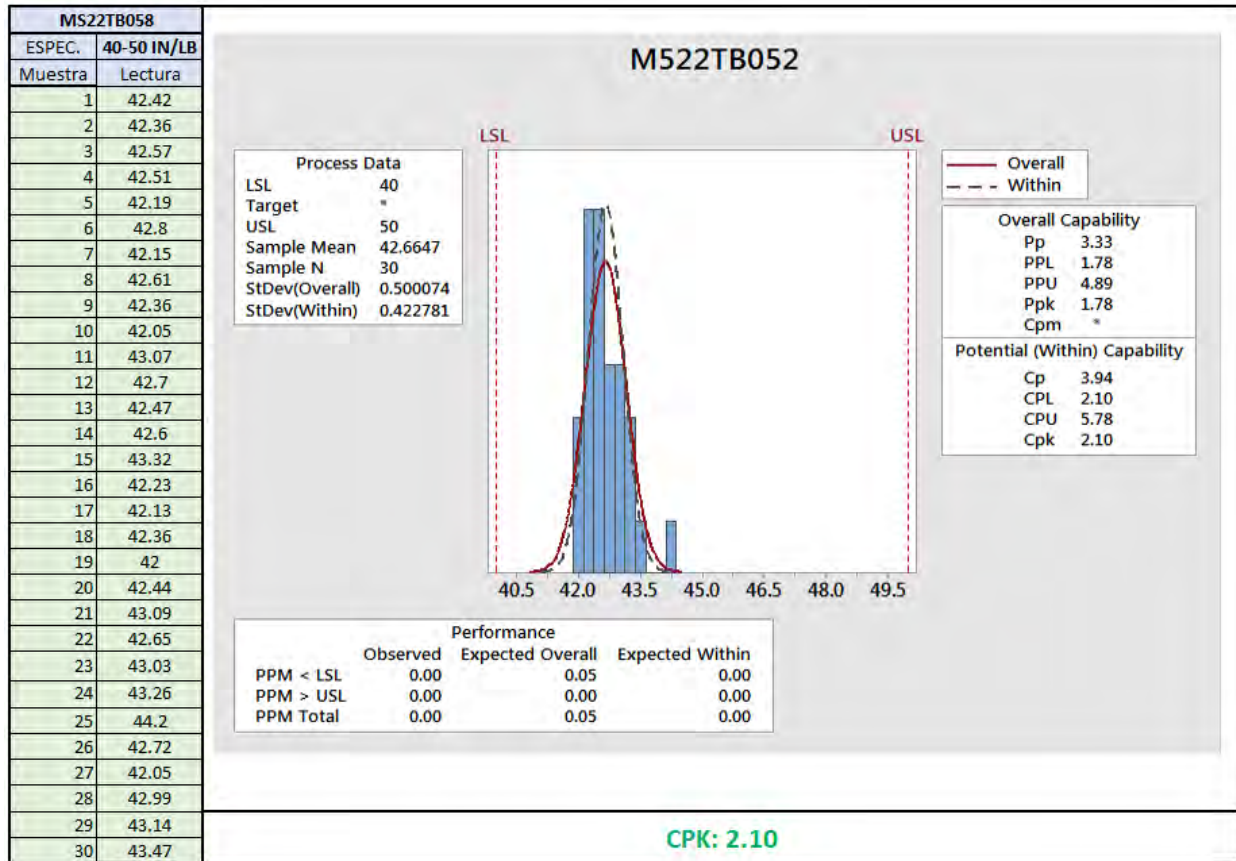 MS22TB058
ESPEC. 40-50 IN/LB
Muestra Lectura
1 42.42
2 42.36
3 42.57
4 42.51
5 42.19
6 42.8
7 42.15
8 42.61
9 42.36
10 42.05
11 43.07
12 42.7
13 42.47
14 42.6
15 43.32
16 42.23
17 42.13
18 42.36
19 42
20 42.44
21 43.09
22 42.65
23 43.03
24 43.26
25 44.2
26 42.72
27 42.05
28 42.99
29 43.14
30 43.47
M522TB052
LSL USL
Process Data
LSL 40
Target *
USL 50
Sample Mean 42.6647
Sample N 30
StDev(Overall) 0.500074
StDev(Within) 0.422781
Overall
Within
Overall Capability
Pp 3.33
PPL 1.78
PPU 4.89
Ppk 1.78
Cpm *
Potential (Within) Capability
Cp 3.94
CPL 2.10
CPU 5.78
Cpk 2.10
40.5 42.0 43.5 45.0 46.5 48.0 49.5
Performance
Observed Expected Overall Expected Within
PPM < LSL 0.00 0.05 0.00
PPM > USL 0.00 0.00 0.00
PPM Total 0.00 0.05 0.00
CPK: 2.10